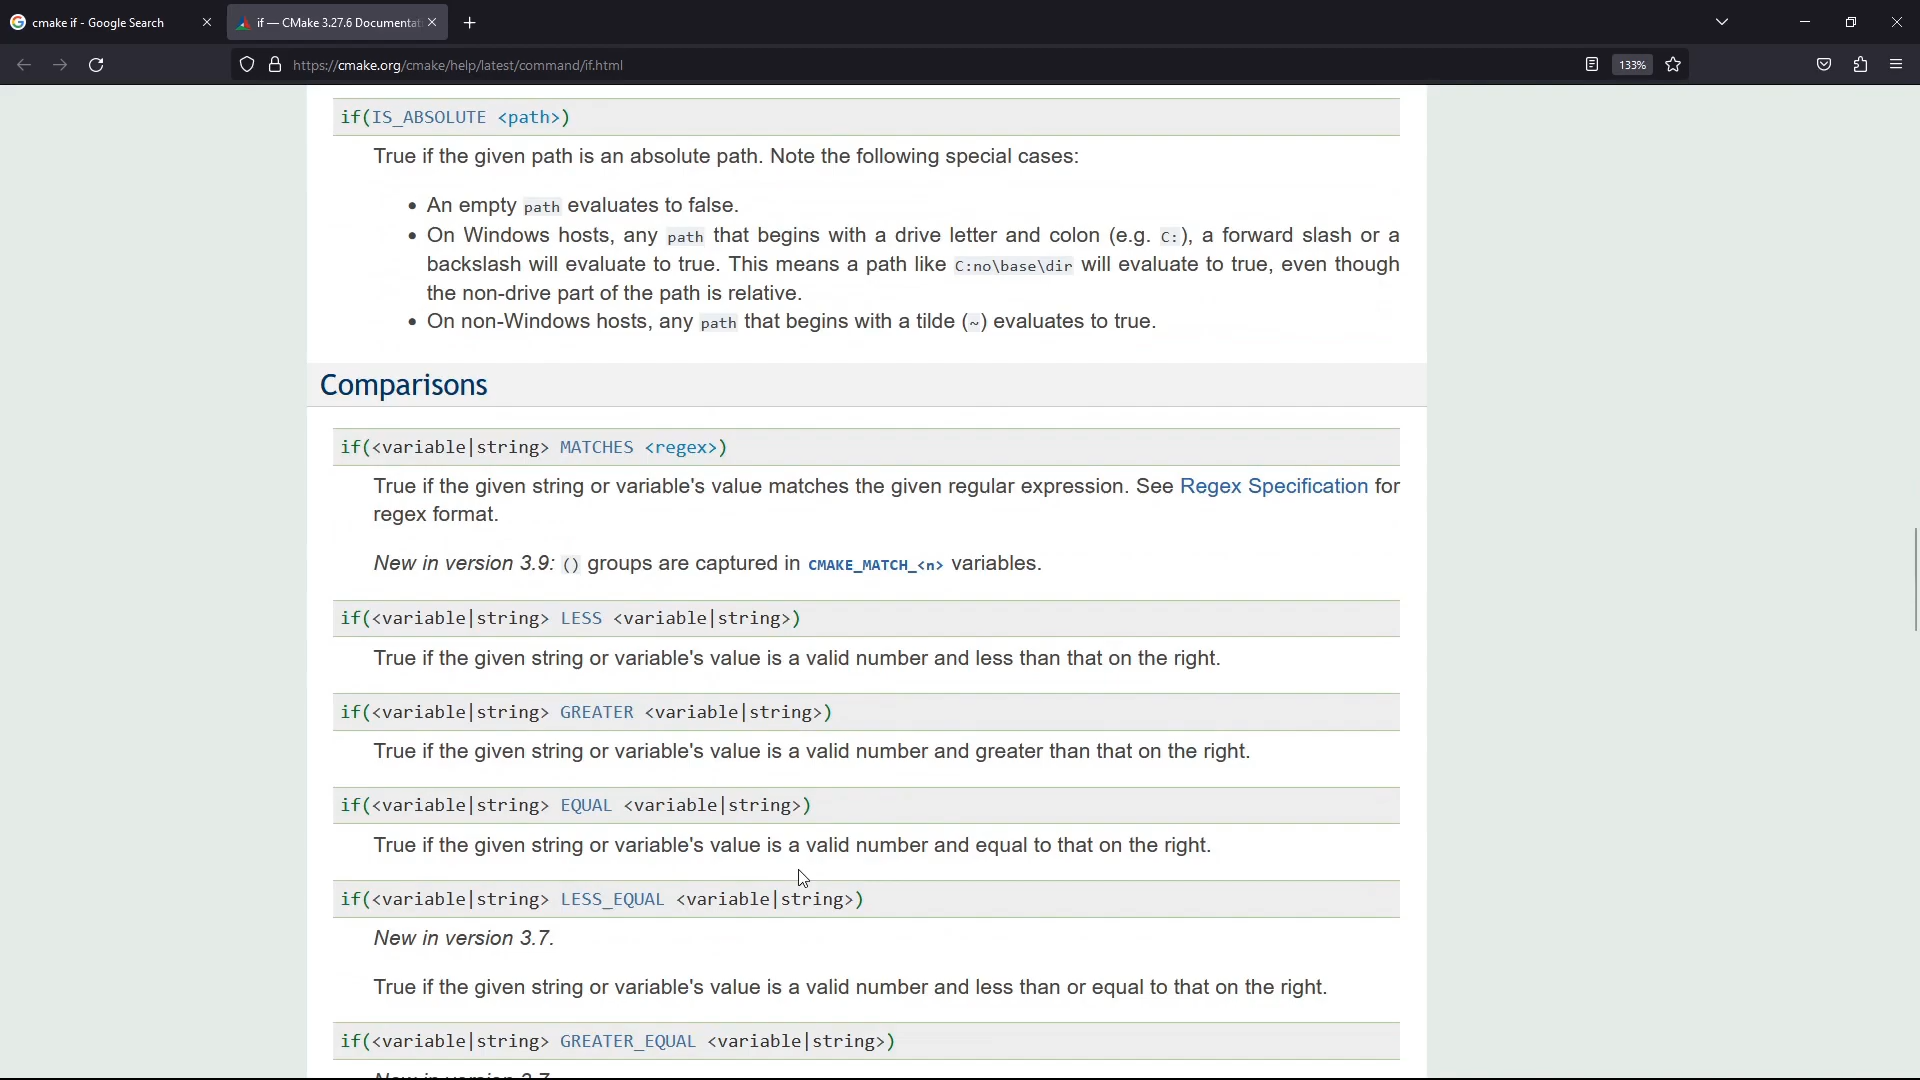 cmake if - Google Search
if — CMake 3.27.6 Documentat
https://cmake.org/cmake/help/latest/command/if.html
133%
if(IS_ABSOLUTE <path>)
True if the given path is an absolute path. Note the following special cases:
• An empty path evaluates to false.
• On Windows hosts, any path that begins with a drive letter and colon (e.g. C:), a forward slash or a
backslash will evaluate to true. This means a path like C:no\base\dir will evaluate to true, even though
the non-drive part of the path is relative.
• On non-Windows hosts, any path that begins with a tilde (~) evaluates to true.
Comparisons
if(<variable|string> MATCHES <regex>)
True if the given string or variable's value matches the given regular expression. See Regex Specification for
regex format.
New in version 3.9: () groups are captured in CMAKE_MATCH_<n> variables.
if(<variable|string> LESS <variable|string>)
True if the given string or variable's value is a valid number and less than that on the right.
if(<variable|string> GREATER <variable|string>)
True if the given string or variable's value is a valid number and greater than that on the right.
if(<variable|string> EQUAL <variable|string>)
True if the given string or variable's value is a valid number and equal to that on the right.
if(<variable|string> LESS_EQUAL <variable|string>)
New in version 3.7.
True if the given string or variable's value is a valid number and less than or equal to that on the right.
if(<variable|string> GREATER_EQUAL <variable|string>)
New in version 3.7